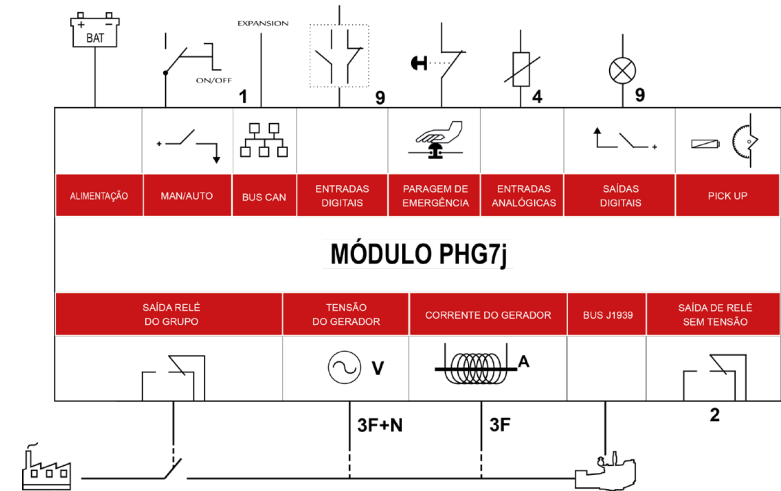 EXPANSION
+ -
BAT
ON/OFF
1
9
4
9
+
+
ALIMENTAÇÃO
MAN/AUTO
BUS CAN
ENTRADAS
DIGITAIS
PARAGEM DE
EMERGÊNCIA
ENTRADAS
ANALÓGICAS
SAÍDAS
DIGITAIS
PICK UP
MÓDULO PHG7j
SAÍDA RELÉ
DO GRUPO
TENSÃO
DO GERADOR
CORRENTE DO GERADOR
BUS J1939
SAÍDA DE RELÉ
SEM TENSÃO
V
A
3F+N
3F
2